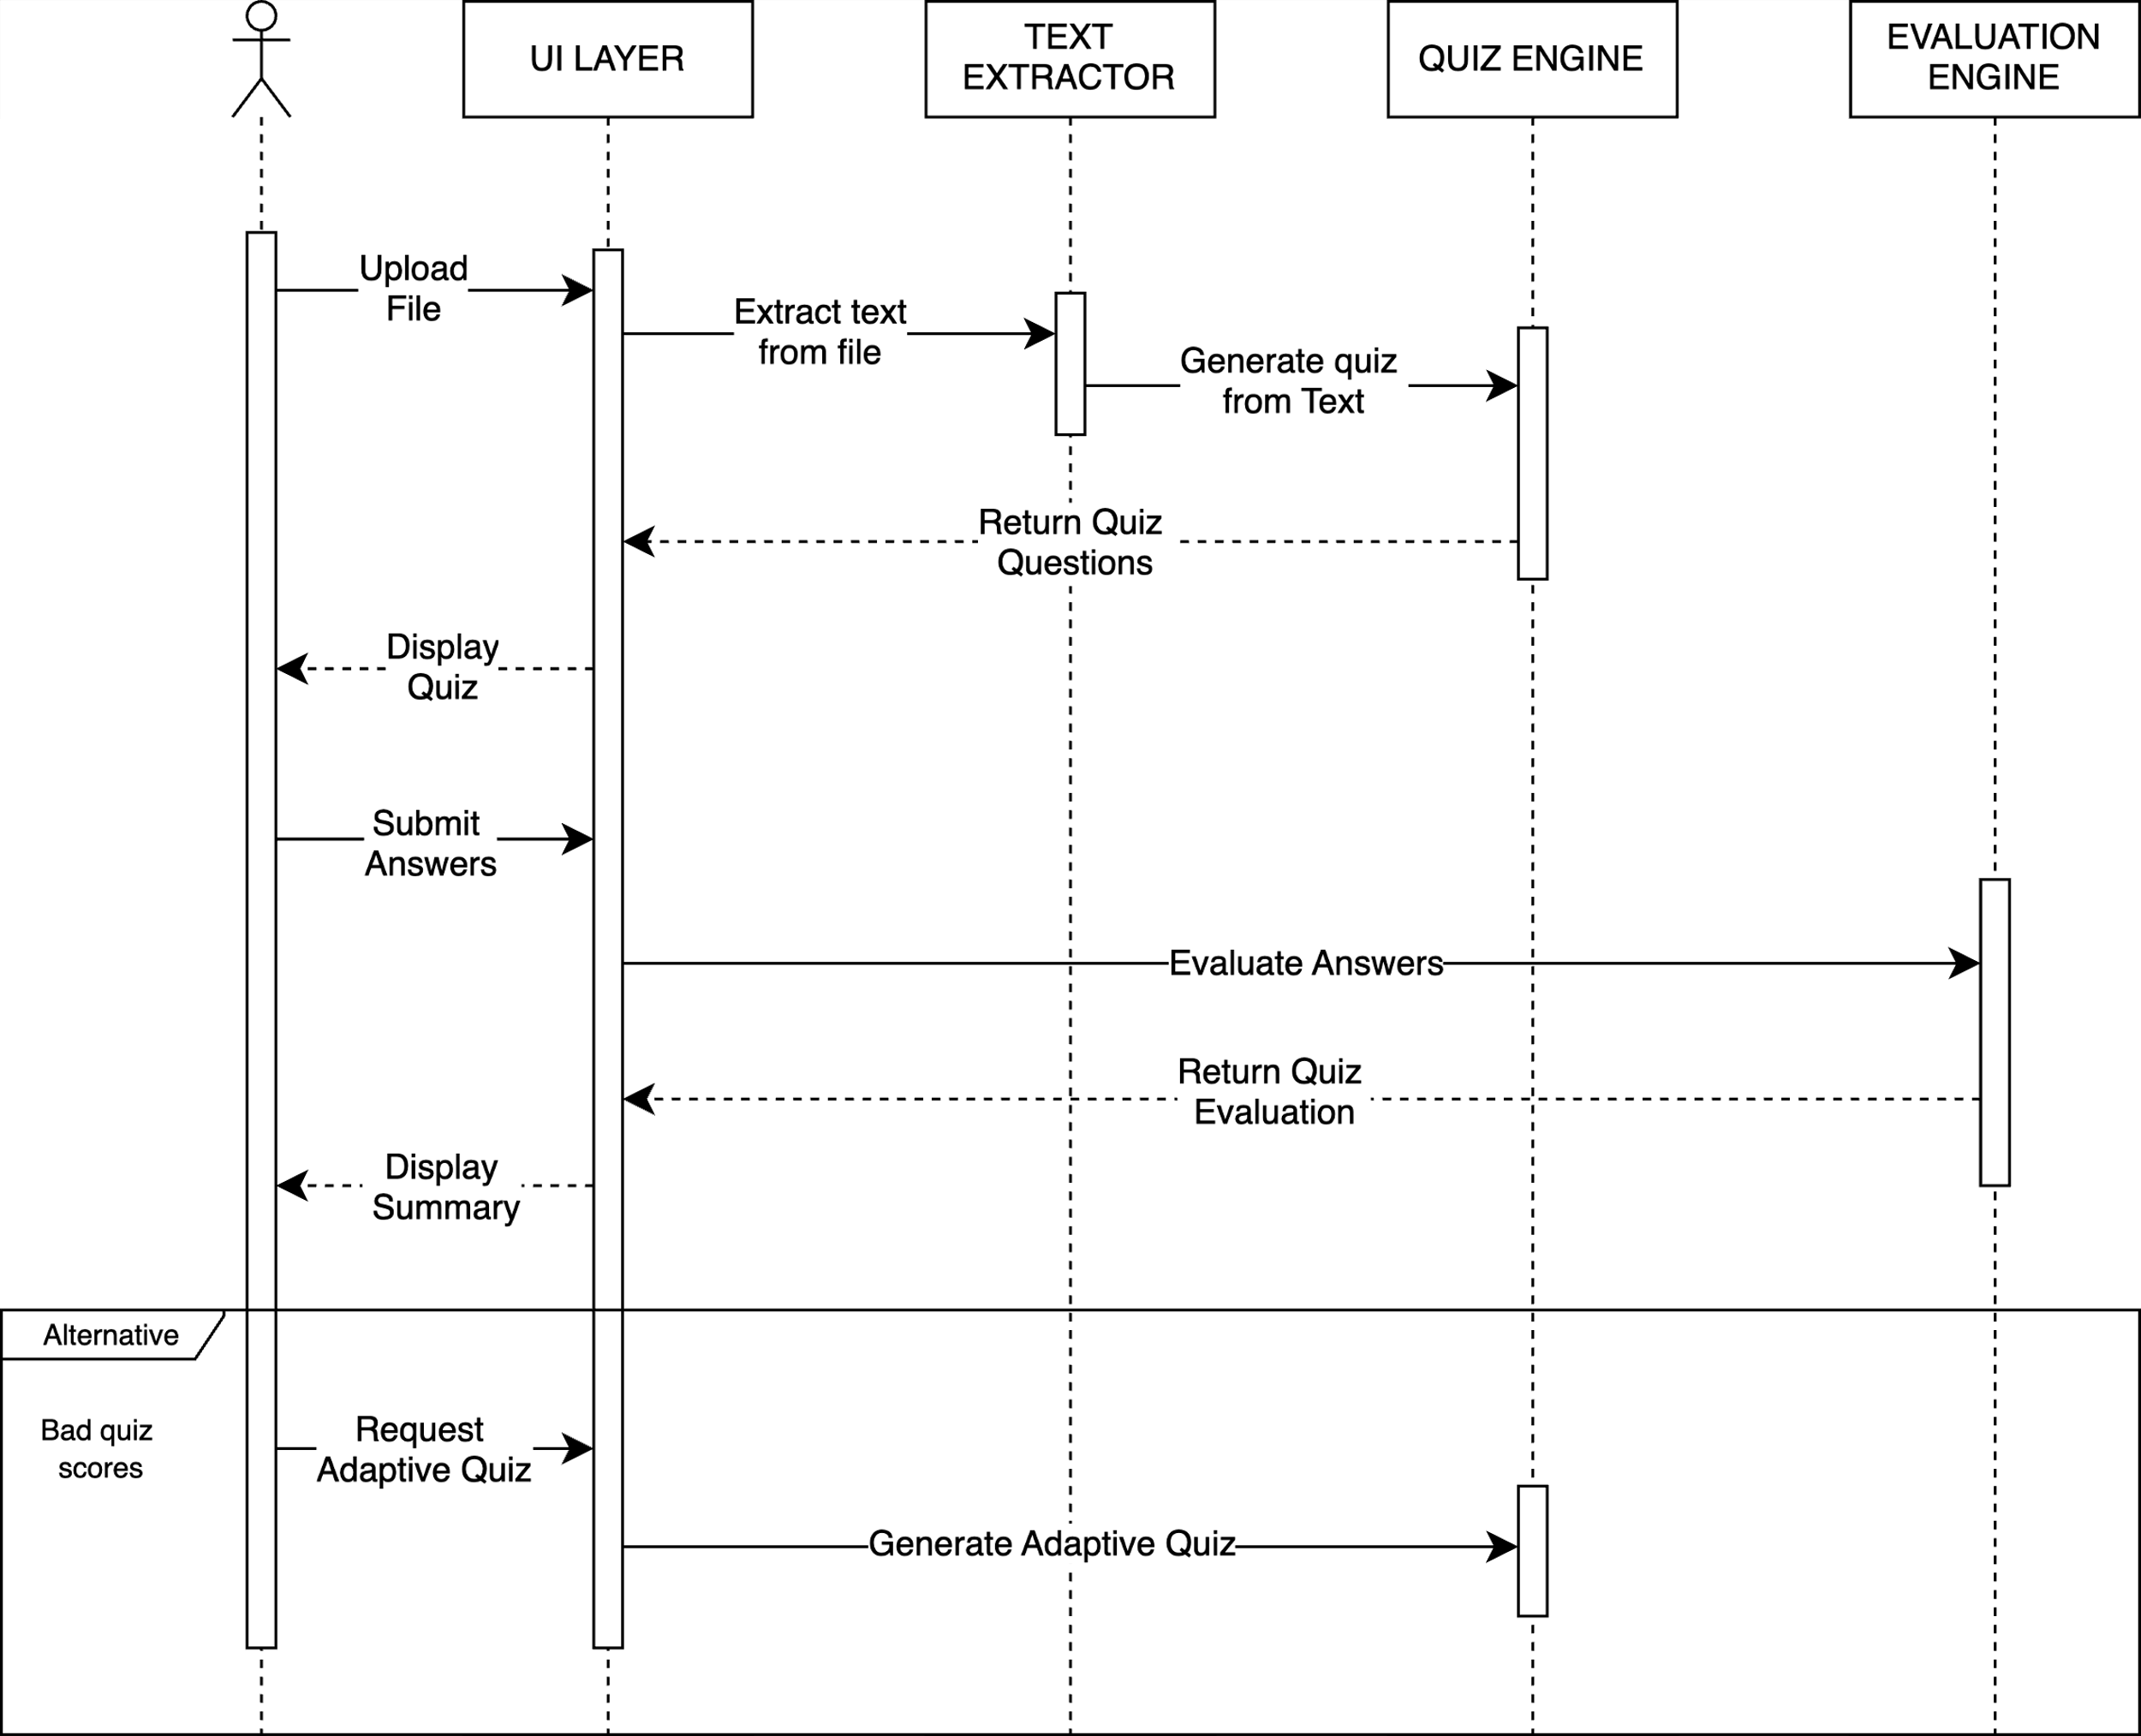 UI LAYER
TEXT
EXTRACTOR
QUIZ ENGINE
EVALUATION
ENGINE
Upload
File
Extract text
from file
Generate quiz
from Text
Return Quiz
Questions
Display
Quiz
Submit
Answers
Evaluate Answers
Return Quiz
Evaluation
Display
Summary
Alternative
Bad quiz
scores
Request
Adaptive Quiz
Generate Adaptive Quiz